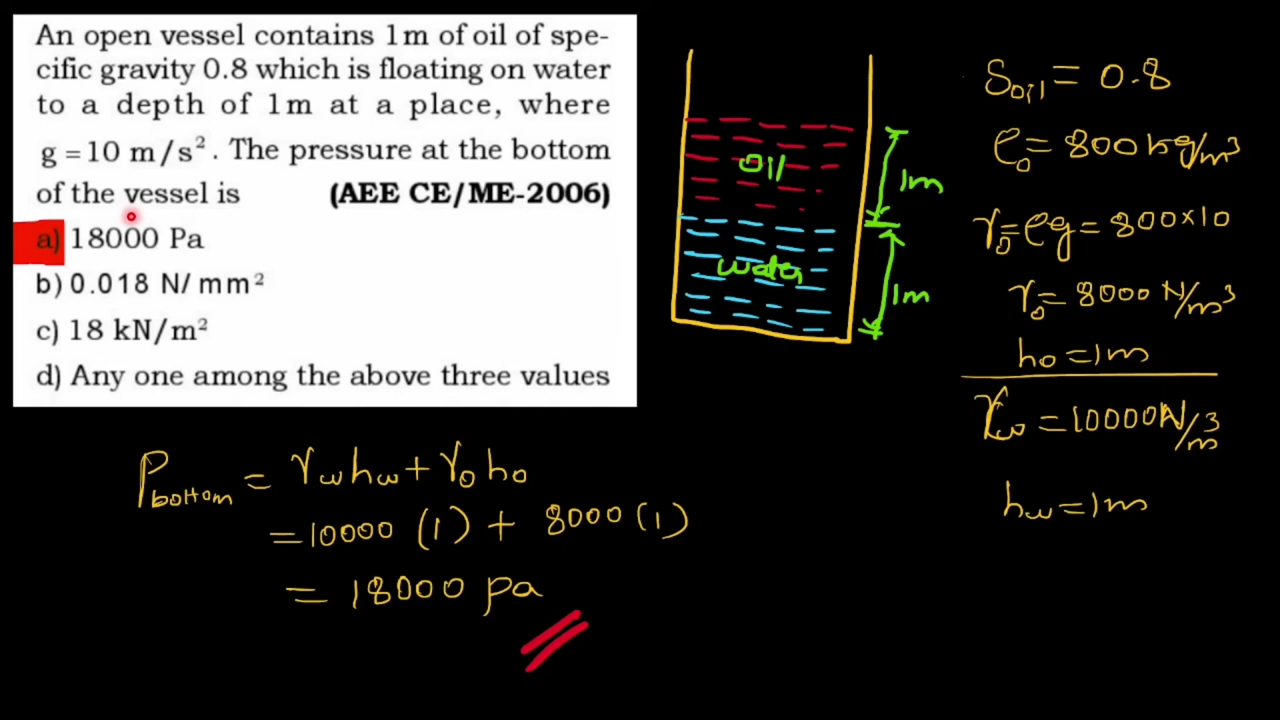 An open vessel contains 1m of oil of spe-
cific gravity 0.8 which is floating on water
to a depth of 1m at a place, where
g = 10 m/s². The pressure at the bottom
of the vessel is (AEE CE/ME-2006)
a) 18000 Pa
b) 0.018 N/ mm²
c) 18 kN/m²
d) Any one among the above three values
oil
1m
water
1m
S_oil = 0.8
ρ_o = 800 kg/m³
γ_o = ρg = 800×10
γ_o = 8000 N/m³
h_o = 1m
γ_w = 10000 N/m³
h_w = 1m
P_bottom = γ_w h_w + γ_o h_o
= 10000 (1) + 8000 (1)
= 18000 pa